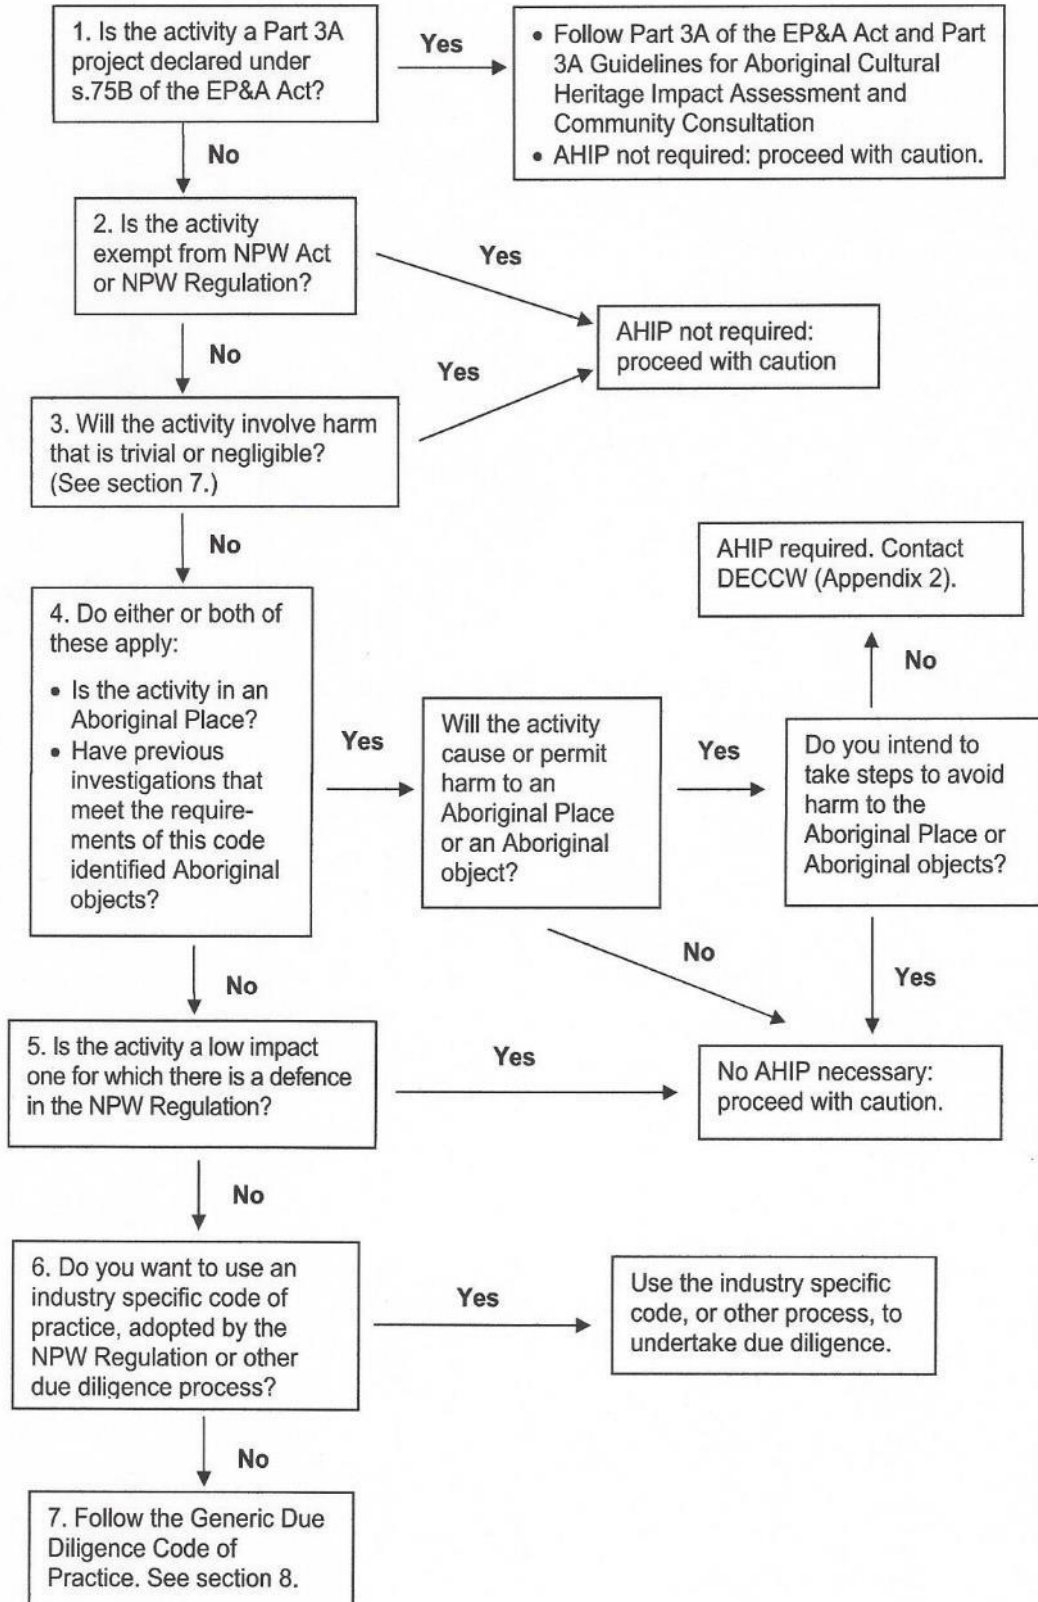 1. Is the activity a Part 3A
project declared under
s.75B of the EP&A Act?
Yes
• Follow Part 3A of the EP&A Act and Part
3A Guidelines for Aboriginal Cultural
Heritage Impact Assessment and
Community Consultation
• AHIP not required: proceed with caution.
No
2. Is the activity
exempt from NPW Act
or NPW Regulation?
Yes
AHIP not required:
proceed with caution
No
Yes
3. Will the activity involve harm
that is trivial or negligible?
(See section 7.)
No
AHIP required. Contact
DECCW (Appendix 2).
No
4. Do either or both of
these apply:
• Is the activity in an
Aboriginal Place?
• Have previous
investigations that
meet the require-
ments of this code
identified Aboriginal
objects?
Yes
Will the activity
cause or permit
harm to an
Aboriginal Place
or an Aboriginal
object?
Yes
Do you intend to
take steps to avoid
harm to the
Aboriginal Place or
Aboriginal objects?
No
Yes
No
5. Is the activity a low impact
one for which there is a defence
in the NPW Regulation?
Yes
No AHIP necessary:
proceed with caution.
No
6. Do you want to use an
industry specific code of
practice, adopted by the
NPW Regulation or other
due diligence process?
Yes
Use the industry specific
code, or other process, to
undertake due diligence.
No
7. Follow the Generic Due
Diligence Code of
Practice. See section 8.